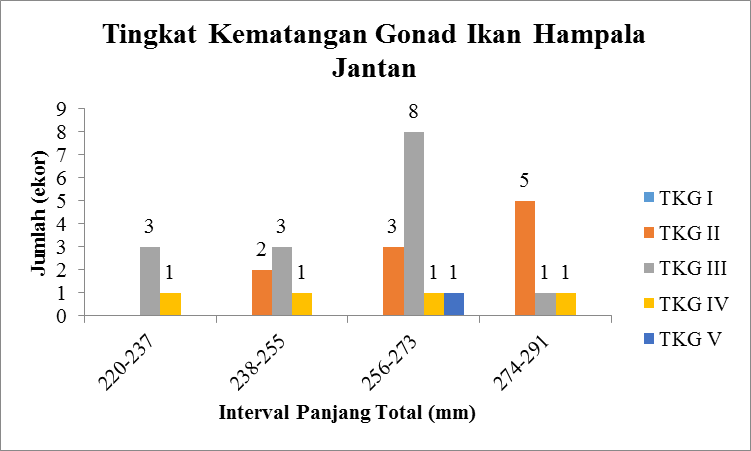 Tingkat Kematangan Gonad Ikan Hampala
Jantan
Jumlah (ekor)
9
8
7
6
5
4
3
2
1
0
3
1
2
3
1
3
8
1
1
5
1
1
220-237
238-255
256-273
274-291
Interval Panjang Total (mm)
TKG I
TKG II
TKG III
TKG IV
TKG V